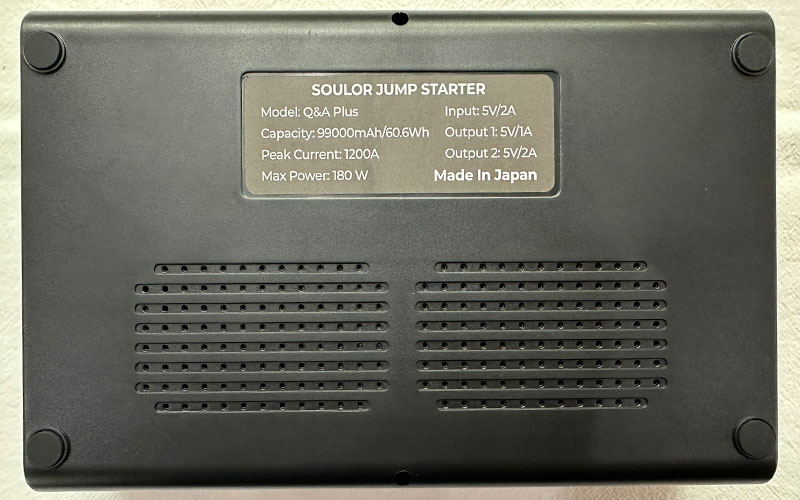 SOULOR JUMP STARTER
Model: Q&A Plus
Input: 5V/2A
Capacity: 99000mAh/60.6Wh
Output 1: 5V/1A
Peak Current: 1200A
Output 2: 5V/2A
Max Power: 180 W
Made In Japan